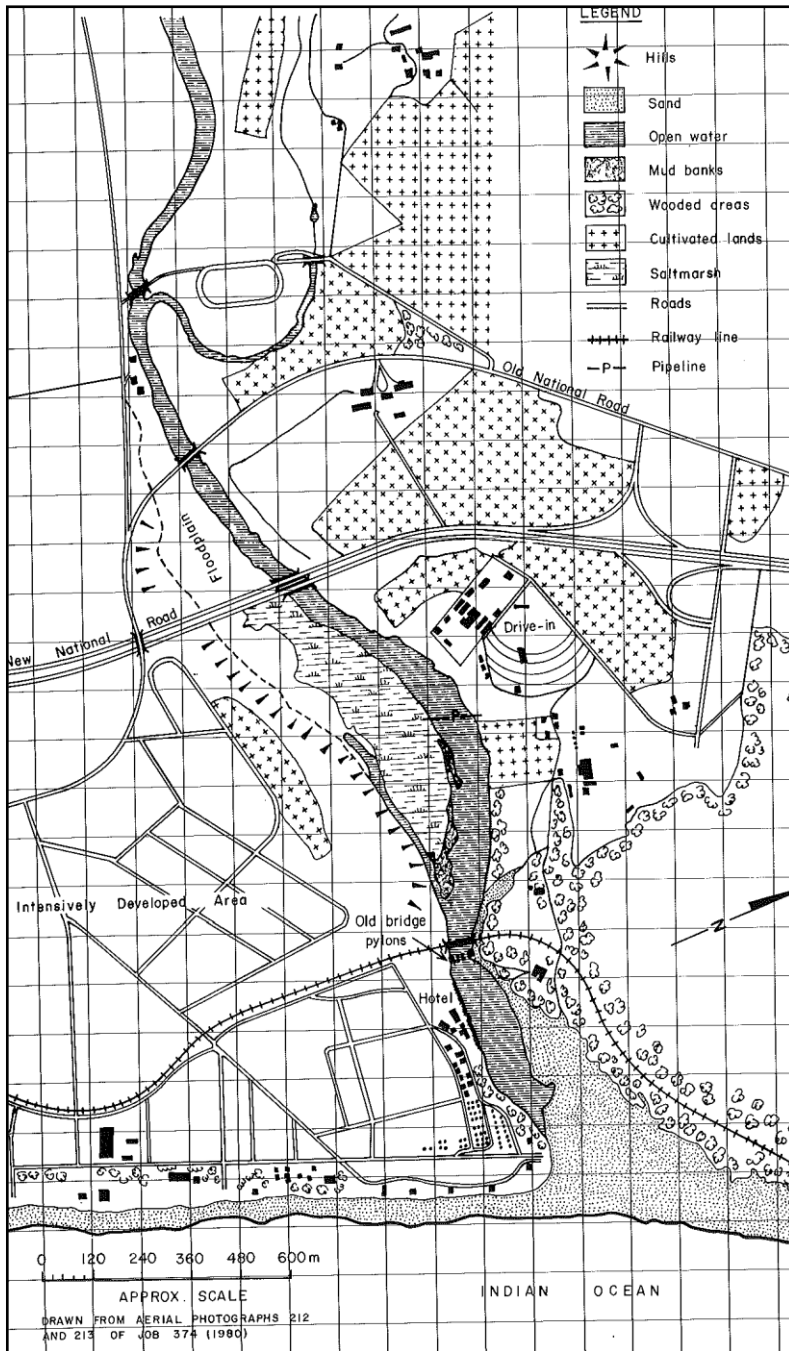 LEGEND
Hills
Sand
Open water
Mud banks
Wooded areas
Cultivated lands
Saltmarsh
Roads
Railway line
P
Pipeline
Old National Road
Floodplain
New National Road
Drive-in
P
Intensively Developed Area
Old bridge
pylons
N
Hotel
0 120 240 360 480 600m
APPROX. SCALE
INDIAN OCEAN
DRAWN FROM AERIAL PHOTOGRAPHS 212
AND 213 OF JOB 374 (1980)